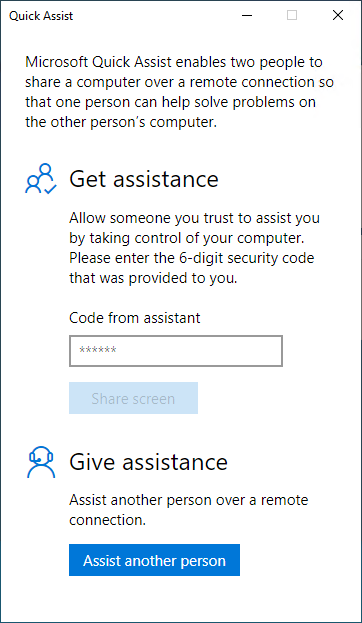 Quick Assist
Microsoft Quick Assist enables two people to
share a computer over a remote connection so
that one person can help solve problems on
the other person's computer.
Get assistance
Allow someone you trust to assist you
by taking control of your computer.
Please enter the 6-digit security code
that was provided to you.
Code from assistant
******
Share screen
Give assistance
Assist another person over a remote
connection.
Assist another person